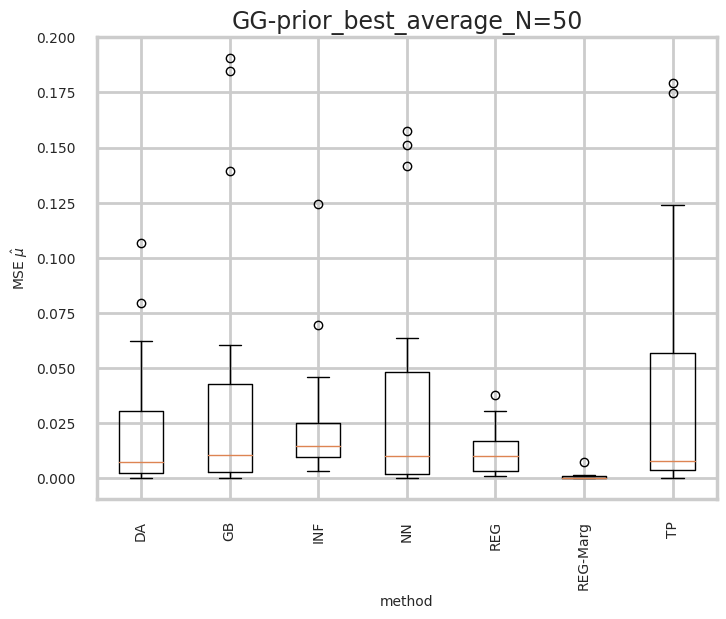 GG-prior_best_average_N=50
0.200
0.175
0.150
0.125
0.100
0.075
0.050
0.025
0.000
MSE $\hat{\mu}$
DA
GB
INF
NN
REG
REG-Marg
TP
method